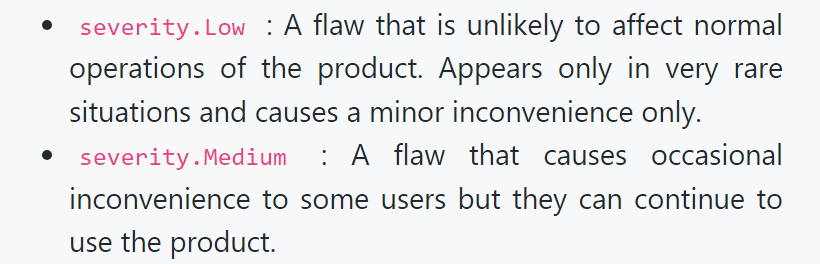 • severity.Low : A flaw that is unlikely to affect normal
operations of the product. Appears only in very rare
situations and causes a minor inconvenience only.
• severity.Medium : A flaw that causes occasional
inconvenience to some users but they can continue to
use the product.